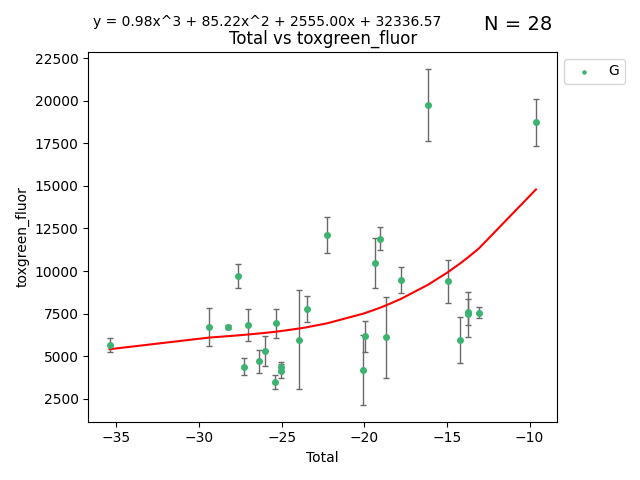 y = 0.98x^3 + 85.22x^2 + 2555.00x + 32336.57
N = 28
Total vs toxgreen_fluor
G
22500
20000
17500
15000
12500
10000
7500
5000
2500
toxgreen_fluor
−35
−30
−25
−20
−15
−10
Total